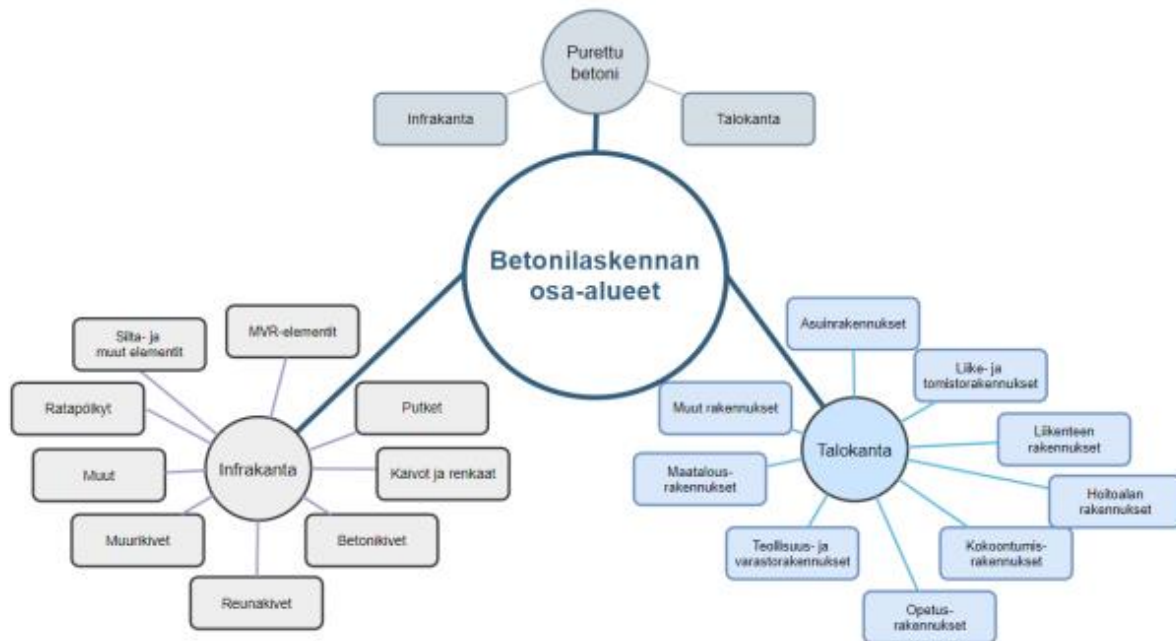 Purettu
betoni
Infrakanta
Talokanta
Betonilaskennan
osa-alueet
Silta- ja
muut elementit
MVR-elementit
Ratapölkyt
Putket
Infrakanta
Muut
Kaivot ja renkaat
Muurikivet
Betonikivet
Reunakivet
Asuinrakennukset
Liike- ja
tomistorakennukset
Muut rakennukset
Talokanta
Liikenteen
rakennukset
Maatalous-
rakennukset
Hoitoalan
rakennukset
Teollisuus- ja
varastorakennukset
Kokoontumis-
rakennukset
Opetus-
rakennukset